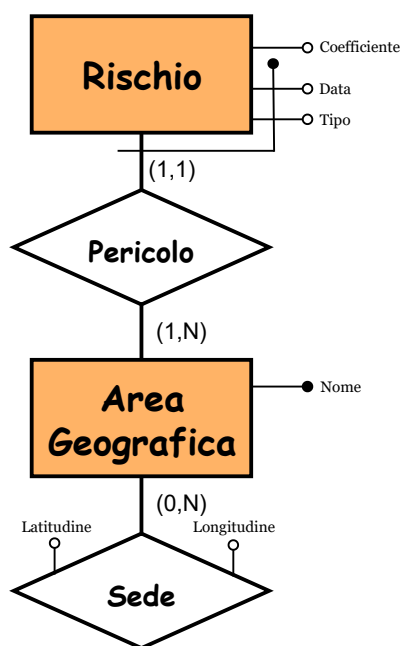 Coefficiente
Rischio
Data
Tipo
(1,1)
Pericolo
(1,N)
Area
Geografica
Nome
(0,N)
Latitudine
Longitudine
Sede